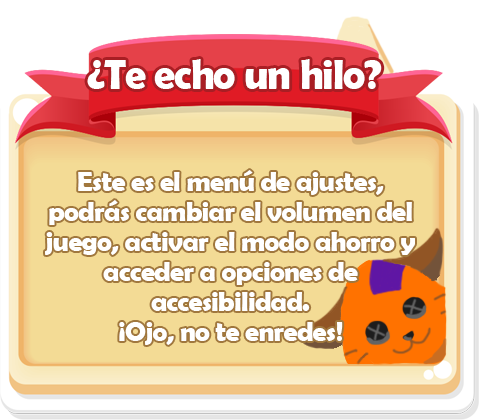 ¿Te echo un hilo?
Este es el menú de ajustes,
podrás cambiar el volumen del
juego, activar el modo ahorro y
acceder a opciones de
accesibilidad.
¡Ojo, no te enredes!